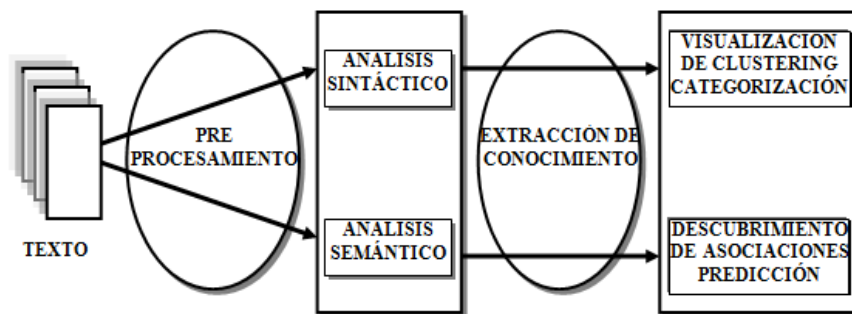 TEXTO
PRE
PROCESAMIENTO
ANALISIS
SINTÁCTICO
ANALISIS
SEMÁNTICO
EXTRACCIÓN DE
CONOCIMIENTO
VISUALIZACION
DE CLUSTERING
CATEGORIZACIÓN
DESCUBRIMIENTO
DE ASOCIACIONES
PREDICCIÓN